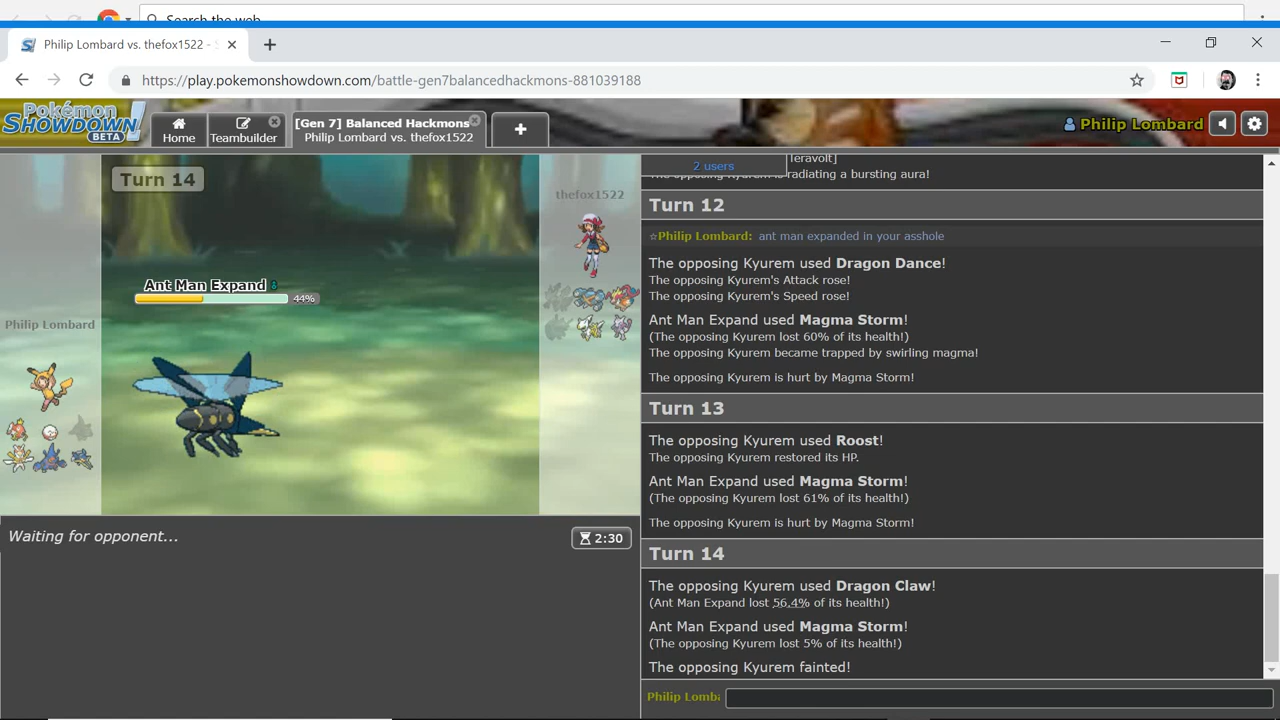 Search the web
Philip Lombard vs. thefox1522 -
https://play.pokemonshowdown.com/battle-gen7balancedhackmons-881039188
Pokémon
SHOWDOWN!
BETA
Home
Teambuilder
[Gen 7] Balanced Hackmons
Philip Lombard vs. thefox1522
Philip Lombard
Turn 14
thefox1522
Ant Man Expand
44%
Philip Lombard
Waiting for opponent...
2:30
2 users
Teravolt]
The opposing Kyurem is radiating a bursting aura!
Turn 12
☆Philip Lombard: ant man expanded in your asshole
The opposing Kyurem used Dragon Dance!
The opposing Kyurem's Attack rose!
The opposing Kyurem's Speed rose!
Ant Man Expand used Magma Storm!
(The opposing Kyurem lost 60% of its health!)
The opposing Kyurem became trapped by swirling magma!
The opposing Kyurem is hurt by Magma Storm!
Turn 13
The opposing Kyurem used Roost!
The opposing Kyurem restored its HP.
Ant Man Expand used Magma Storm!
(The opposing Kyurem lost 61% of its health!)
The opposing Kyurem is hurt by Magma Storm!
Turn 14
The opposing Kyurem used Dragon Claw!
(Ant Man Expand lost 56.4% of its health!)
Ant Man Expand used Magma Storm!
(The opposing Kyurem lost 5% of its health!)
The opposing Kyurem fainted!
Philip Lomba